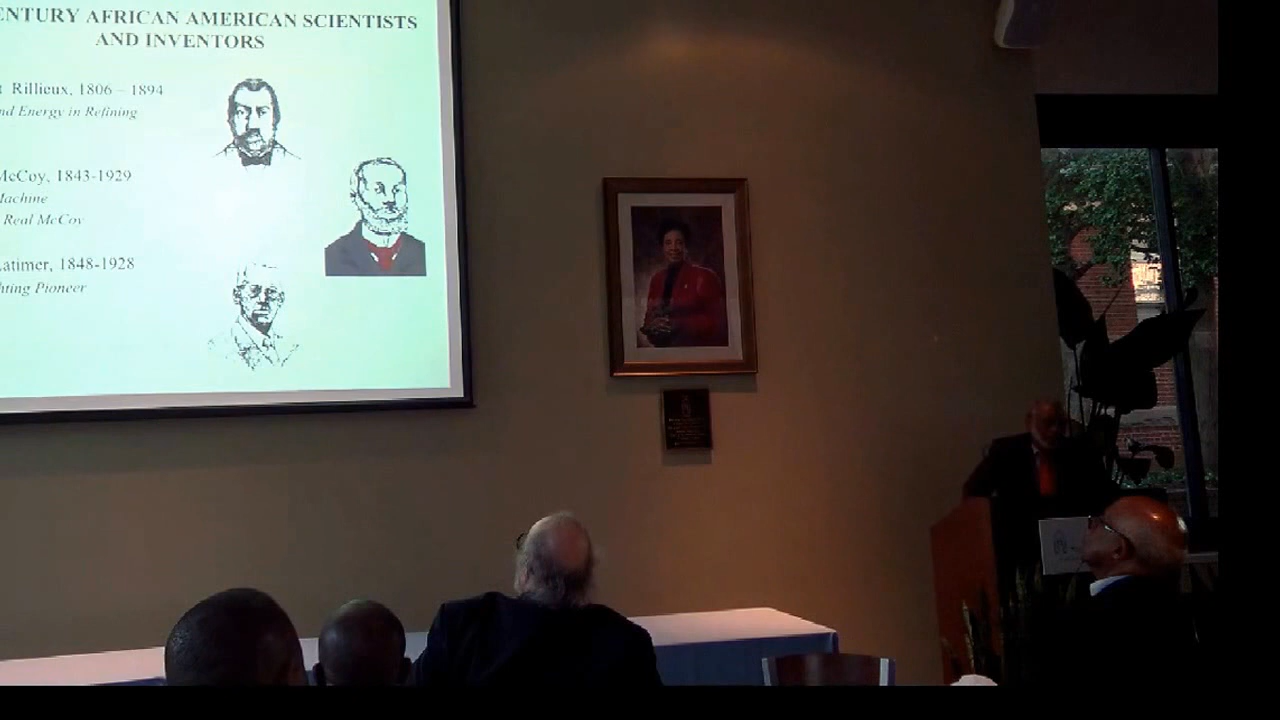 ENTURY AFRICAN AMERICAN SCIENTISTS
AND INVENTORS
t Rillieux, 1806 – 1894
nd Energy in Refining
McCoy, 1843-1929
Machine
Real McCoy
Latimer, 1848-1928
hting Pioneer